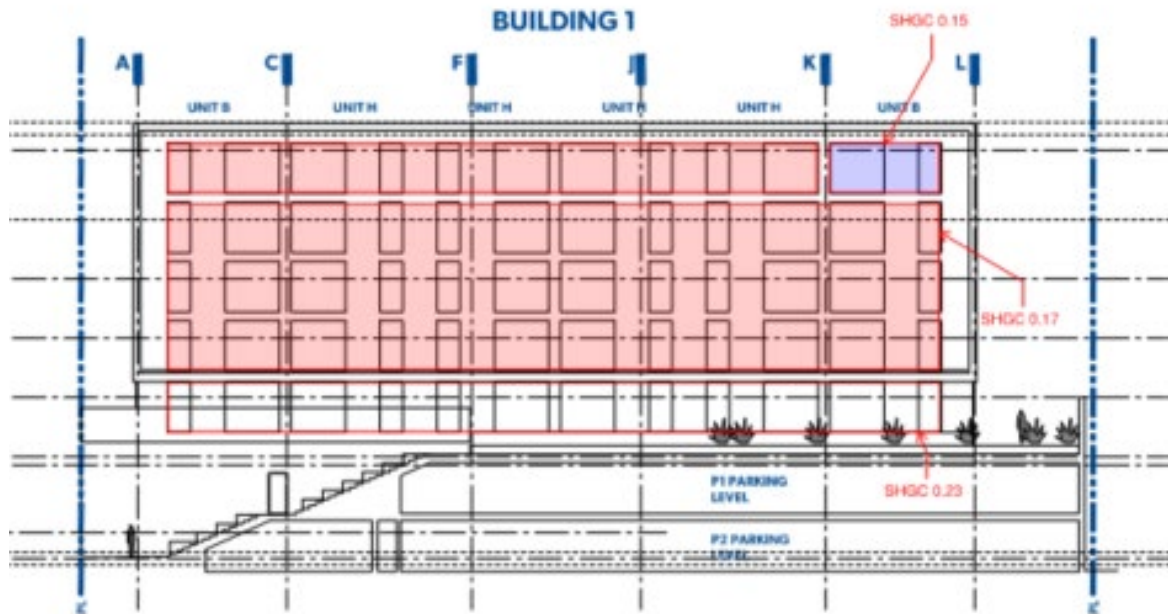 BUILDING 1
SHGC 0.15
A C F J K L
UNIT B UNIT H UNIT H UNIT H UNIT H UNIT B
SHGC 0.17
SHGC 0.23
P1 PARKING
LEVEL
P2 PARKING
LEVEL